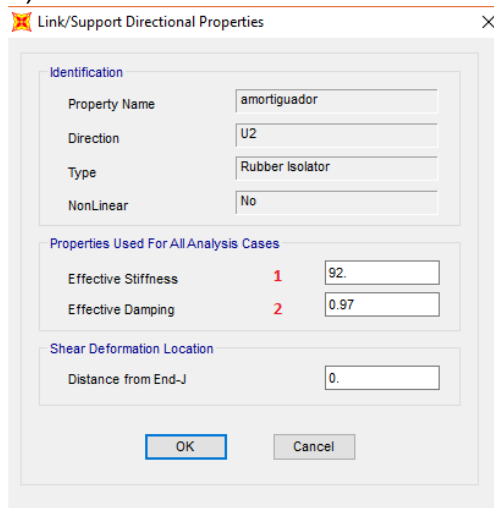 Link/Support Directional Properties
Identification
Property Name amortiguador
Direction U2
Type Rubber Isolator
NonLinear No
Properties Used For All Analysis Cases
Effective Stiffness 1 92.
Effective Damping 2 0.97
Shear Deformation Location
Distance from End-J 0.
OK Cancel